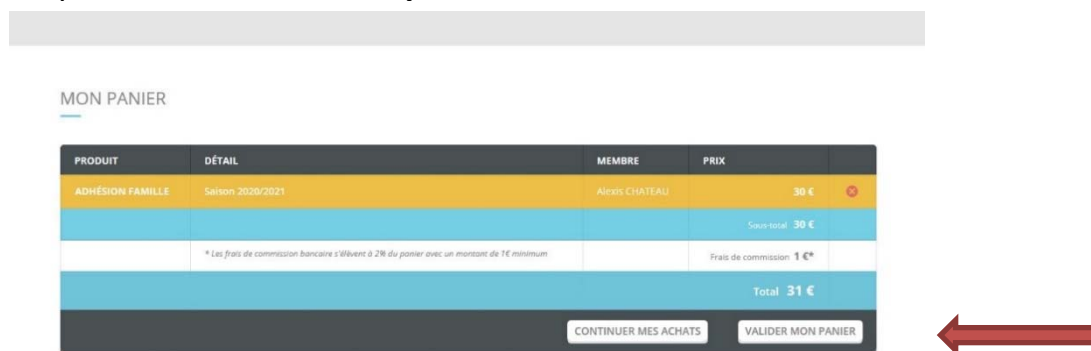 MON PANIER
PRODUIT DÉTAIL MEMBRE PRIX
ADHÉSION FAMILLE Saison 2020/2021 Alexis CHATEAU 30 €
Sous-total 30 €
* Les frais de commission bancaire s'élèvent à 2% du panier avec un montant de 1€ minimum Frais de commission 1 €*
Total 31 €
CONTINUER MES ACHATS VALIDER MON PANIER